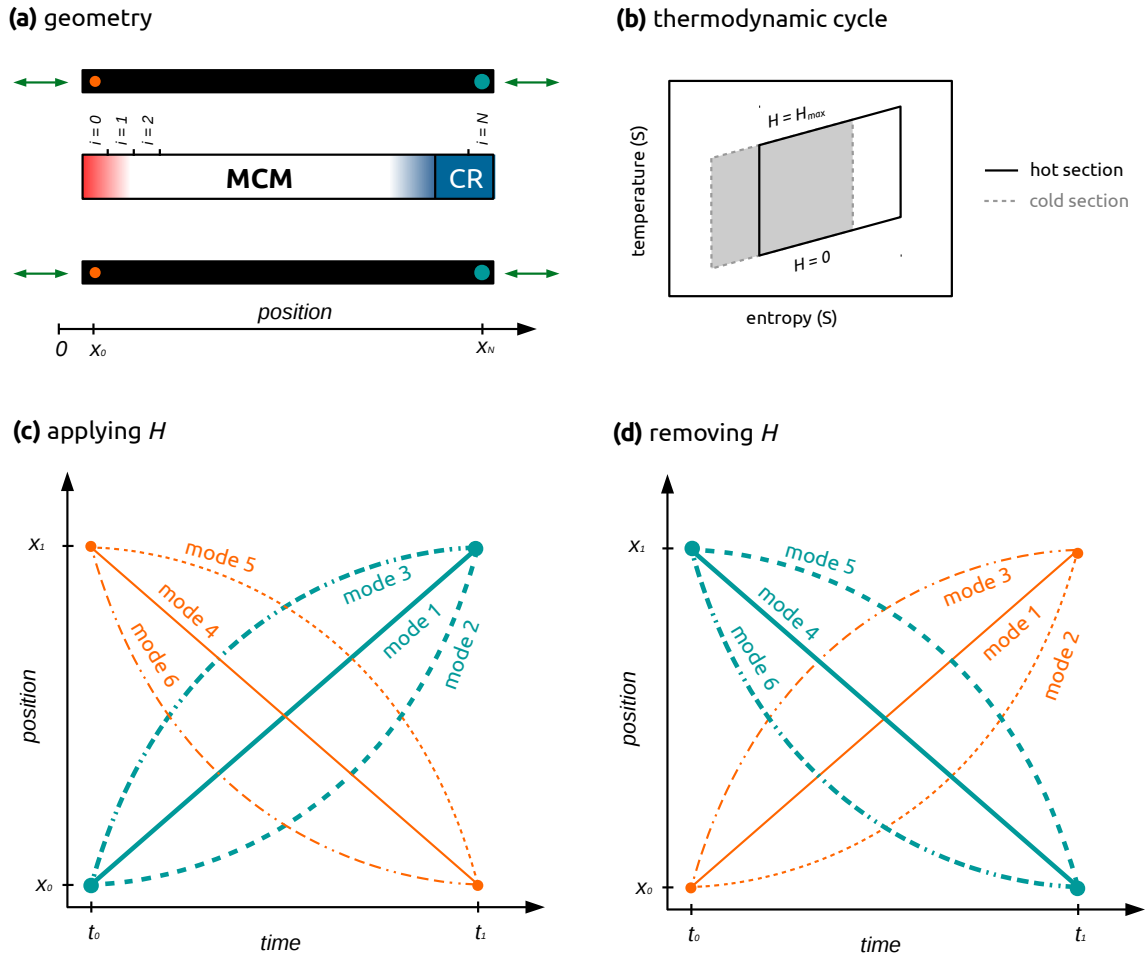 (a) geometry
i = 0
i = 1
i = 2
i = N
MCM
CR
position
0
x₀
x_N
(b) thermodynamic cycle
temperature (S)
H = H_max
H = 0
entropy (S)
hot section
cold section
(c) applying H
position
x₁
x₀
mode 5
mode 3
mode 4
mode 1
mode 2
mode 6
t₀
time
t₁
(d) removing H
position
x₁
x₀
mode 5
mode 3
mode 4
mode 1
mode 2
mode 6
t₀
time
t₁